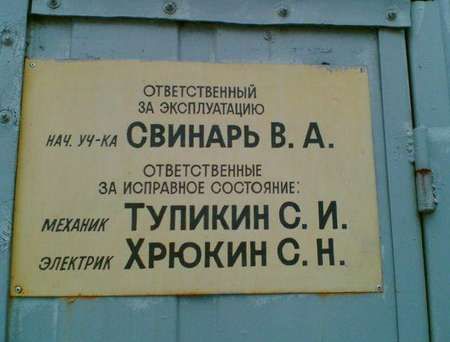 ОТВЕТСТВЕННЫЙ
ЗА ЭКСПЛУАТАЦИЮ
НАЧ. УЧ-КА СВИНАРЬ В. А.
ОТВЕТСТВЕННЫЕ
ЗА ИСПРАВНОЕ СОСТОЯНИЕ:
МЕХАНИК ТУПИКИН С. И.
ЭЛЕКТРИК ХРЮКИН С. Н.